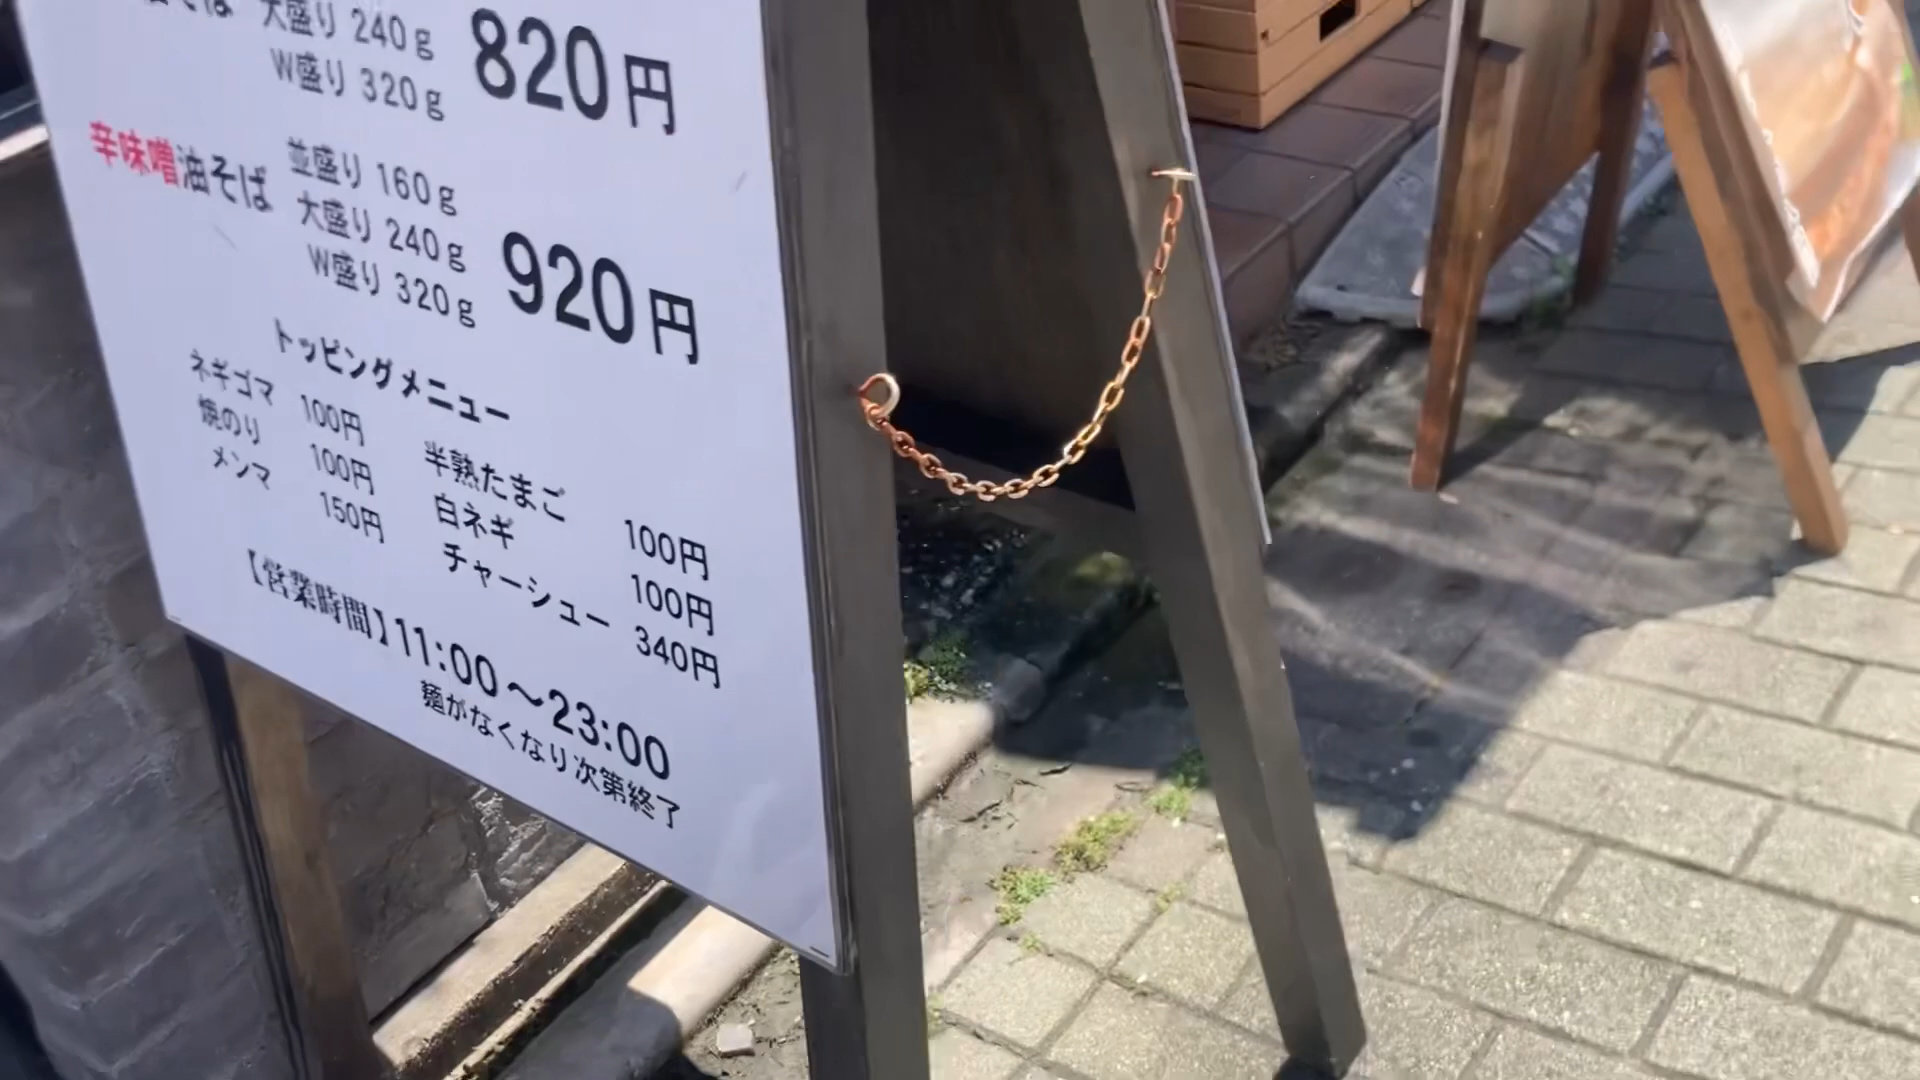 大盛り 240g
W盛り 320g
820円
辛味噌油そば
並盛り 160g
大盛り 240g
W盛り 320g
920円
トッピングメニュー
ネギゴマ 100円
焼のり 100円
メンマ 150円
半熟たまご 100円
白ネギ 100円
チャーシュー 340円
【営業時間】11:00～23:00
麺がなくなり次第終了